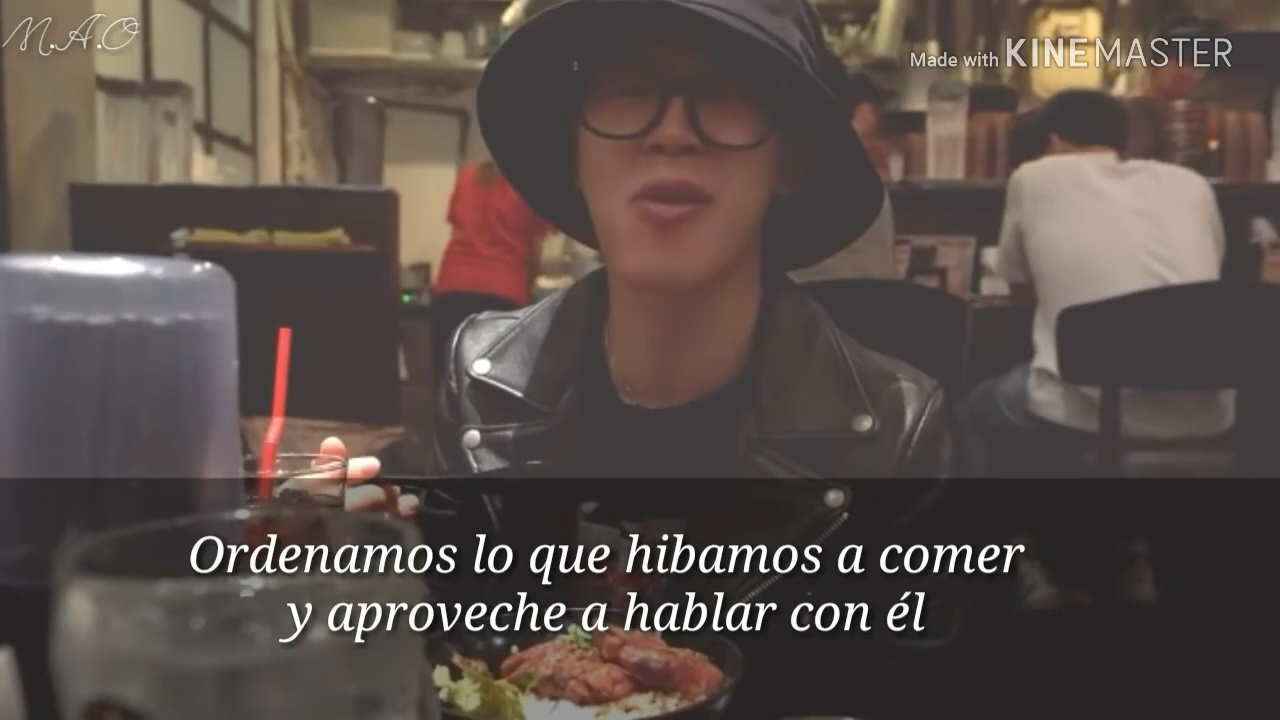 N.A.O
Made with KINEMASTER
Ordenamos lo que hibamos a comer
y aproveche a hablar con él